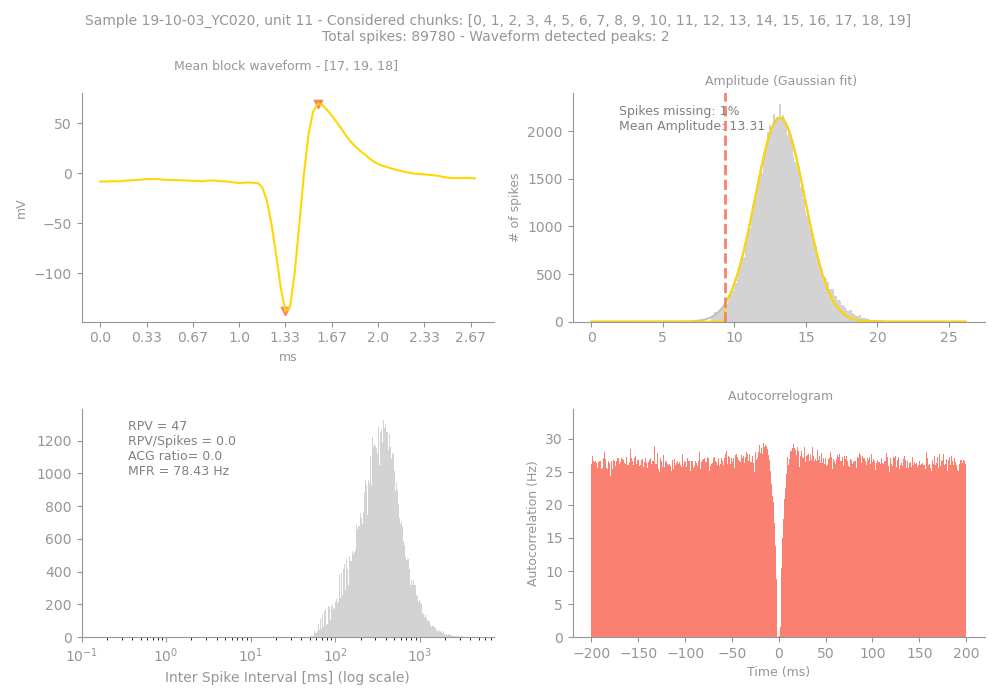 Sample 19-10-03_YC020, unit 11 - Considered chunks: [0, 1, 2, 3, 4, 5, 6, 7, 8, 9, 10, 11, 12, 13, 14, 15, 16, 17, 18, 19]
Total spikes: 89780 - Waveform detected peaks: 2
Mean block waveform - [17, 19, 18]
50
0
−50
−100
mV
0.0 0.33 0.67 1.0 1.33 1.67 2.0 2.33 2.67
ms
Amplitude (Gaussian fit)
Spikes missing: 1%
Mean Amplitude: 13.31
2000
1500
1000
500
0
# of spikes
0 5 10 15 20 25
RPV = 47
RPV/Spikes = 0.0
ACG ratio= 0.0
MFR = 78.43 Hz
1200
1000
800
600
400
200
0
10⁻¹ 10⁰ 10¹ 10² 10³
Inter Spike Interval [ms] (log scale)
Autocorrelogram
30
25
20
15
10
5
0
Autocorrelation (Hz)
−200 −150 −100 −50 0 50 100 150 200
Time (ms)